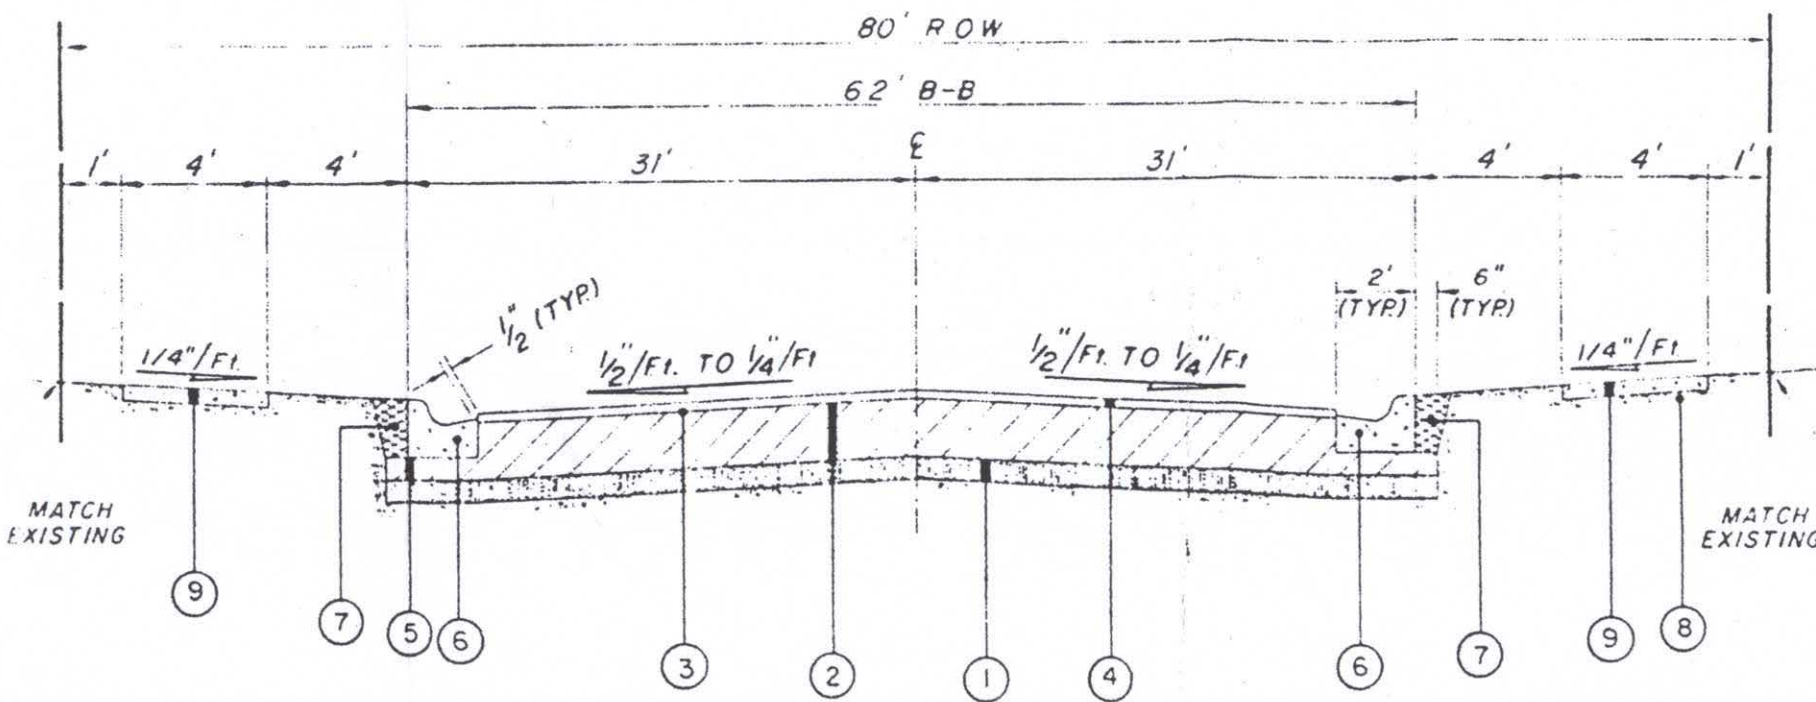 80' ROW
62' B-B
1' 4' 4' 31' ℄ 31' 4' 4' 1'
1/2" (TYP.)
2' (TYP.)
6" (TYP.)
1/4"/Ft.
1/2"/Ft. TO 1/4"/Ft
1/2"/Ft. TO 1/4"/Ft
1/4"/Ft.
MATCH
EXISTING
MATCH
EXISTING
9 7 5 6 3 2 1 4 6 7 9 8